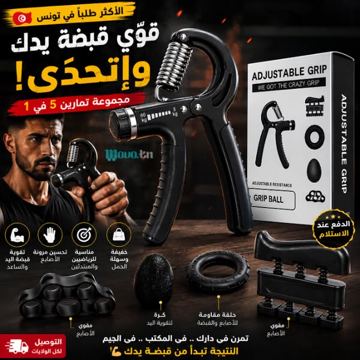 الأكثر طلباً في تونس
قوّي قبضة يدك
وإتحدَى!
مجموعة تمارين 5 في 1
Wavo.tn
ADJUSTABLE GRIP
WE GOT THE CRAZY GRIP
ADJUSTABLE RESISTANCE
GRIP BALL
ADJUSTABLE GRIP
تقوية
قبضة اليد
والساعد
تحسين مرونة
الأصابع
مناسبة
للرياضيين
والمبتدئين
خفيفة
وسهلة
الحمل
الدفع عند
الاستلام
مقوي
الأصابع
كرة
لتقوية اليد
حلقة مقاومة
للأصابع والقبضة
مقوي
الأصابع
التوصيل
لكل الولايات
تمرن في دارك .. في المكتب .. في الجيم
النتيجة تبدأ من قبضة يدك